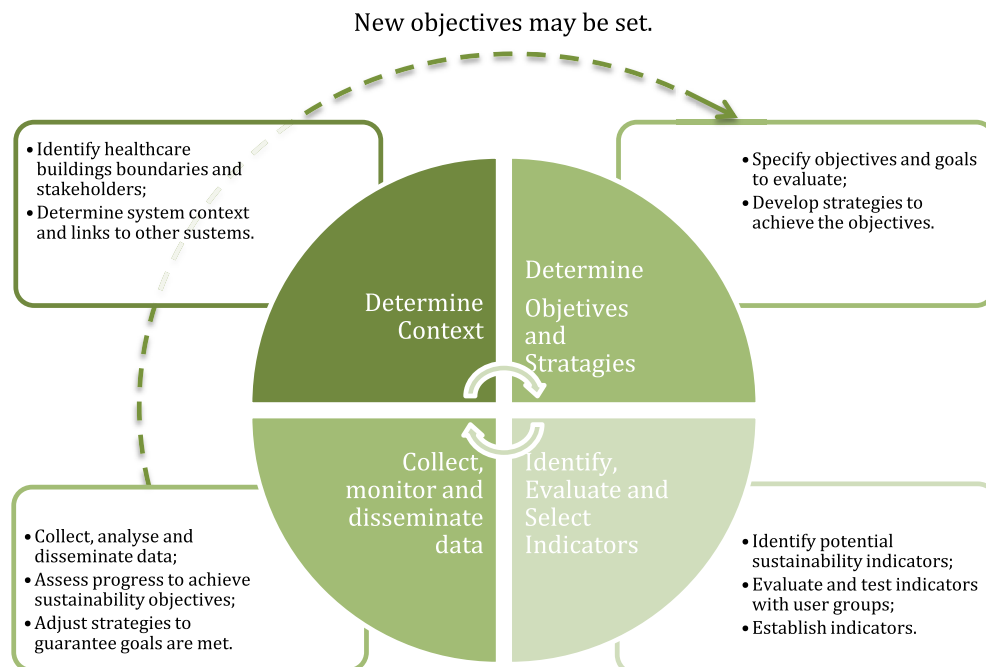 New objectives may be set.
•Identify healthcare
buildings boundaries and
stakeholders;
•Determine system context
and links to other sustems.
•Specify objectives and goals
to evaluate;
•Develop strategies to
achieve the objectives.
Determine
Context
Determine
Objetives
and
Stratagies
Collect,
monitor and
disseminate
data
Identify,
Evaluate and
Select
Indicators
•Collect, analyse and
disseminate data;
•Assess progress to achieve
sustainability objectives;
•Adjust strategies to
guarantee goals are met.
•Identify potential
sustainability indicators;
•Evaluate and test indicators
with user groups;
•Establish indicators.